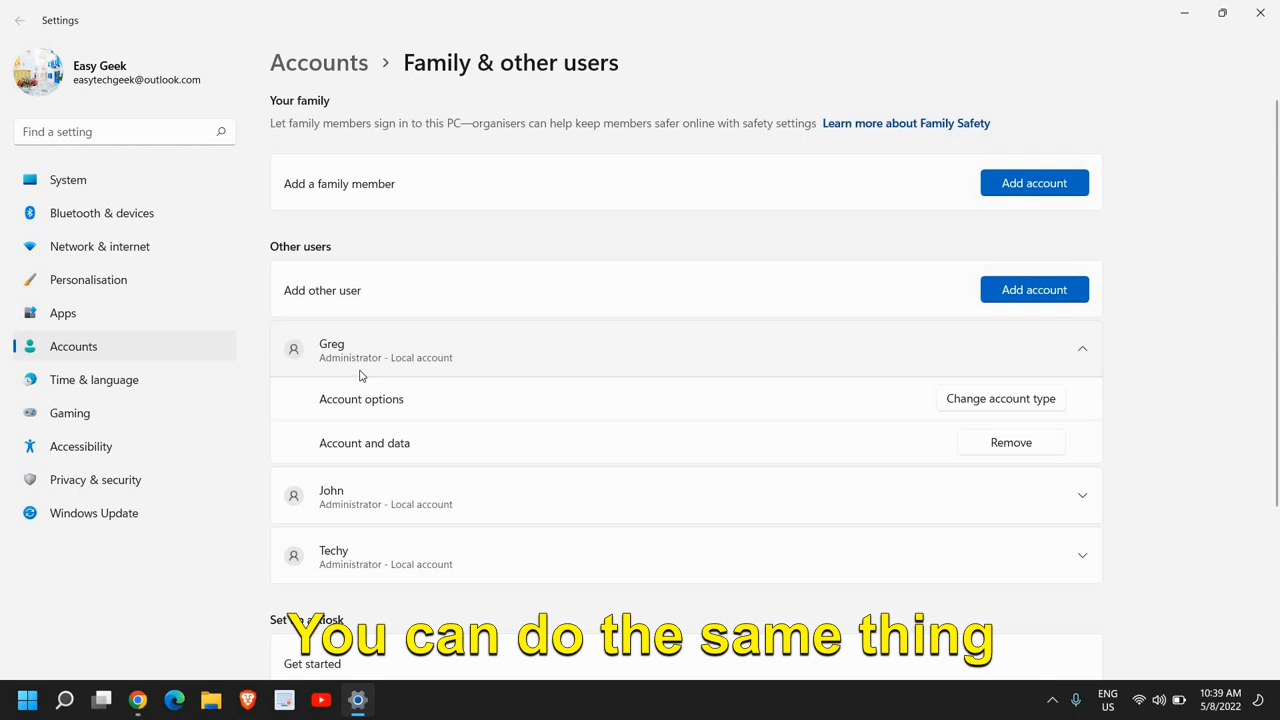 Settings
Easy Geek
easytechgeek@outlook.com
Find a setting
System
Bluetooth & devices
Network & internet
Personalisation
Apps
Accounts
Time & language
Gaming
Accessibility
Privacy & security
Windows Update
Accounts > Family & other users
Your family
Let family members sign in to this PC—organisers can help keep members safer online with safety settings Learn more about Family Safety
Add a family member
Add account
Other users
Add other user
Add account
Greg
Administrator - Local account
Account options
Change account type
Account and data
Remove
John
Administrator - Local account
Techy
Administrator - Local account
You can do the same thing
Get started
ENG
US
10:39 AM
5/8/2022